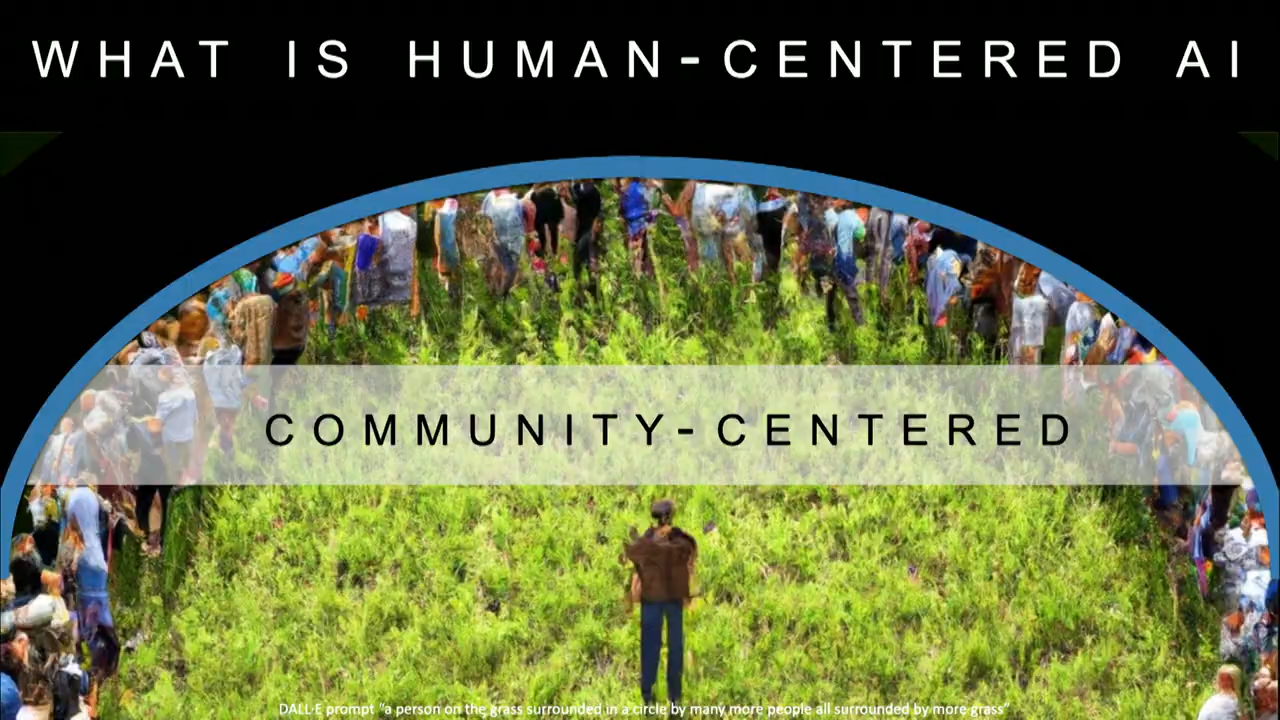 WHAT IS HUMAN-CENTERED AI
COMMUNITY-CENTERED
DALL·E prompt "a person on the grass surrounded in a circle by many more people all surrounded by more grass"